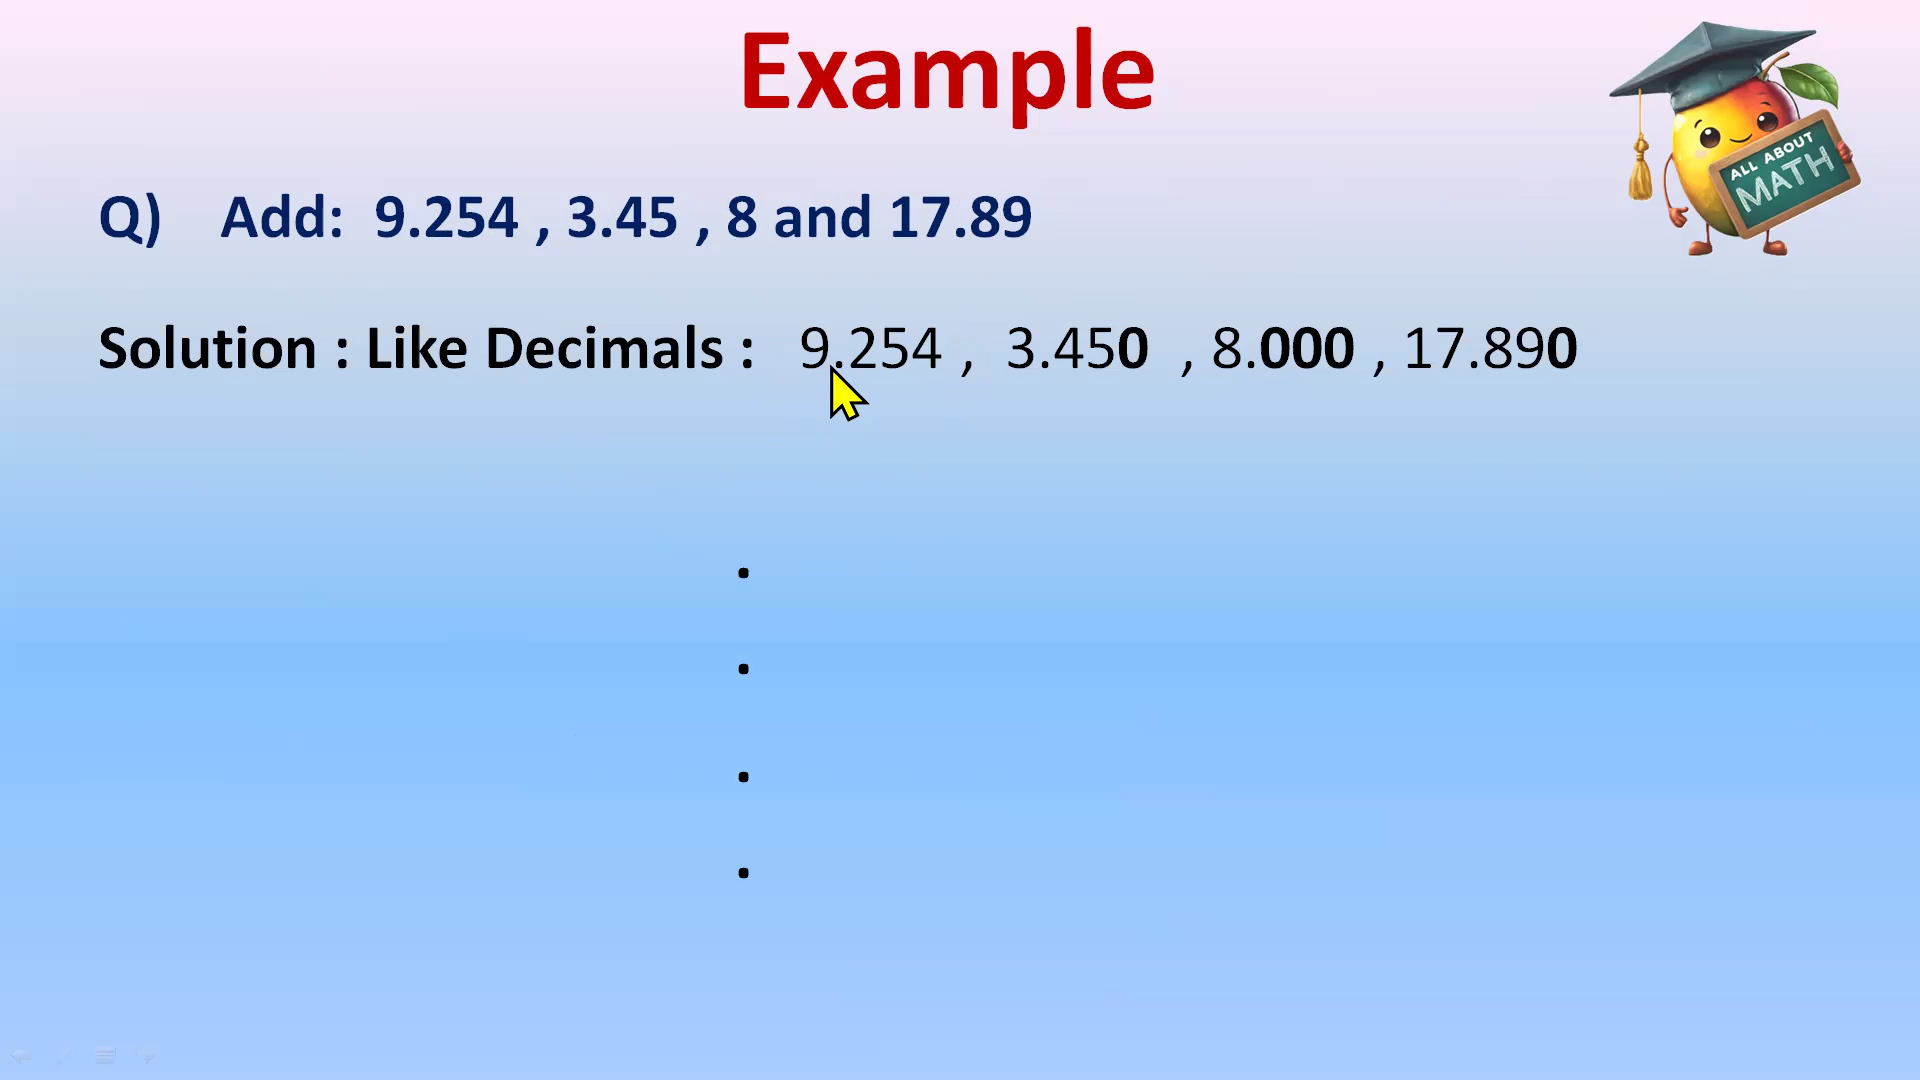 Example
ALL ABOUT
MATH
Q) Add: 9.254 , 3.45 , 8 and 17.89
Solution : Like Decimals : 9.254 , 3.450 , 8.000 , 17.890
.
.
.
.